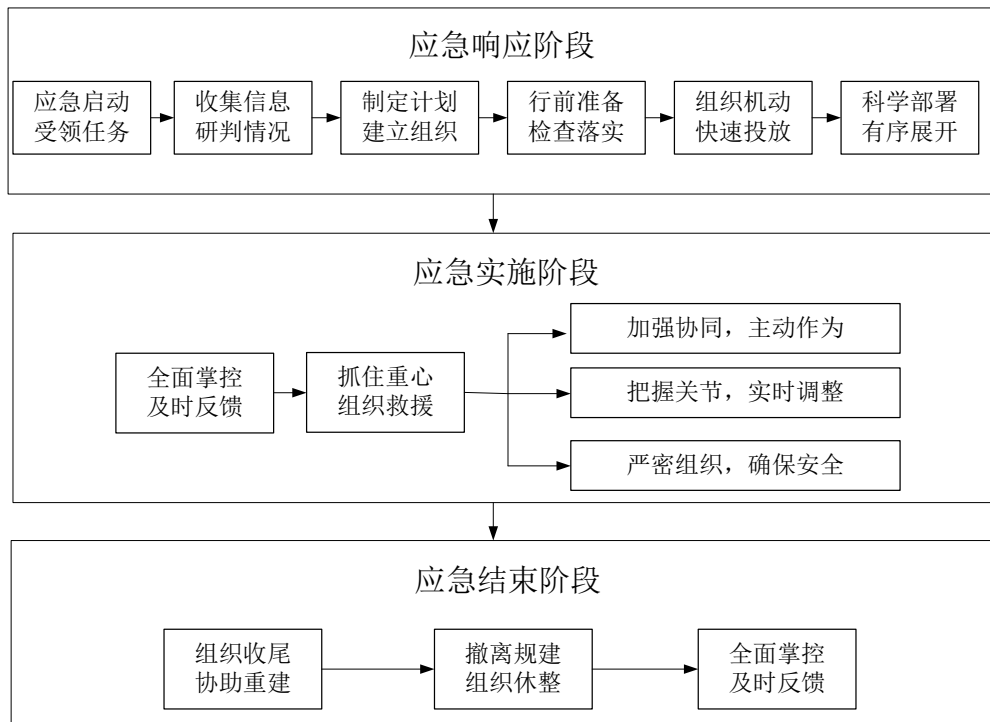 应急响应阶段
应急启动
受领任务
收集信息
研判情况
制定计划
建立组织
行前准备
检查落实
组织机动
快速投放
科学部署
有序展开
应急实施阶段
全面掌控
及时反馈
抓住重心
组织救援
加强协同，主动作为
把握关节，实时调整
严密组织，确保安全
应急结束阶段
组织收尾
协助重建
撤离规建
组织休整
全面掌控
及时反馈